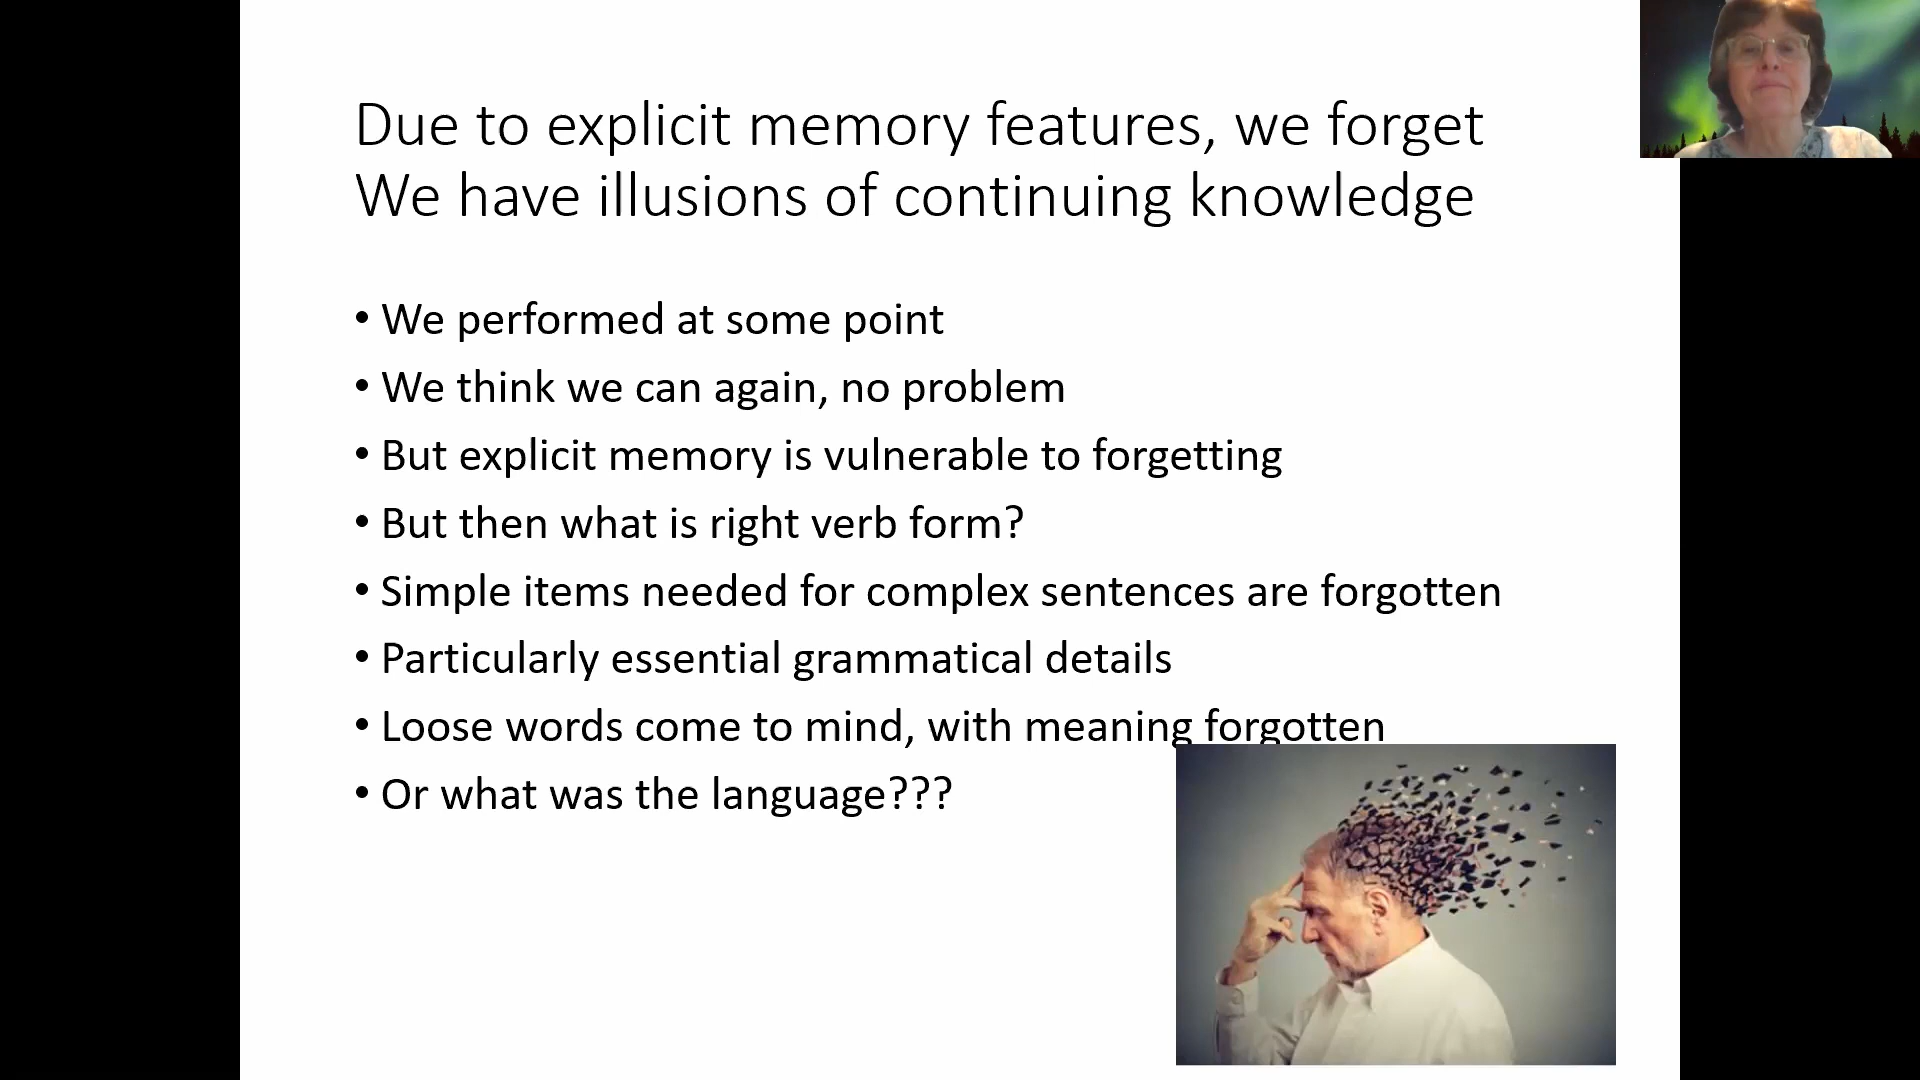 Due to explicit memory features, we forget
We have illusions of continuing knowledge
• We performed at some point
• We think we can again, no problem
• But explicit memory is vulnerable to forgetting
• But then what is right verb form?
• Simple items needed for complex sentences are forgotten
• Particularly essential grammatical details
• Loose words come to mind, with meaning forgotten
• Or what was the language???